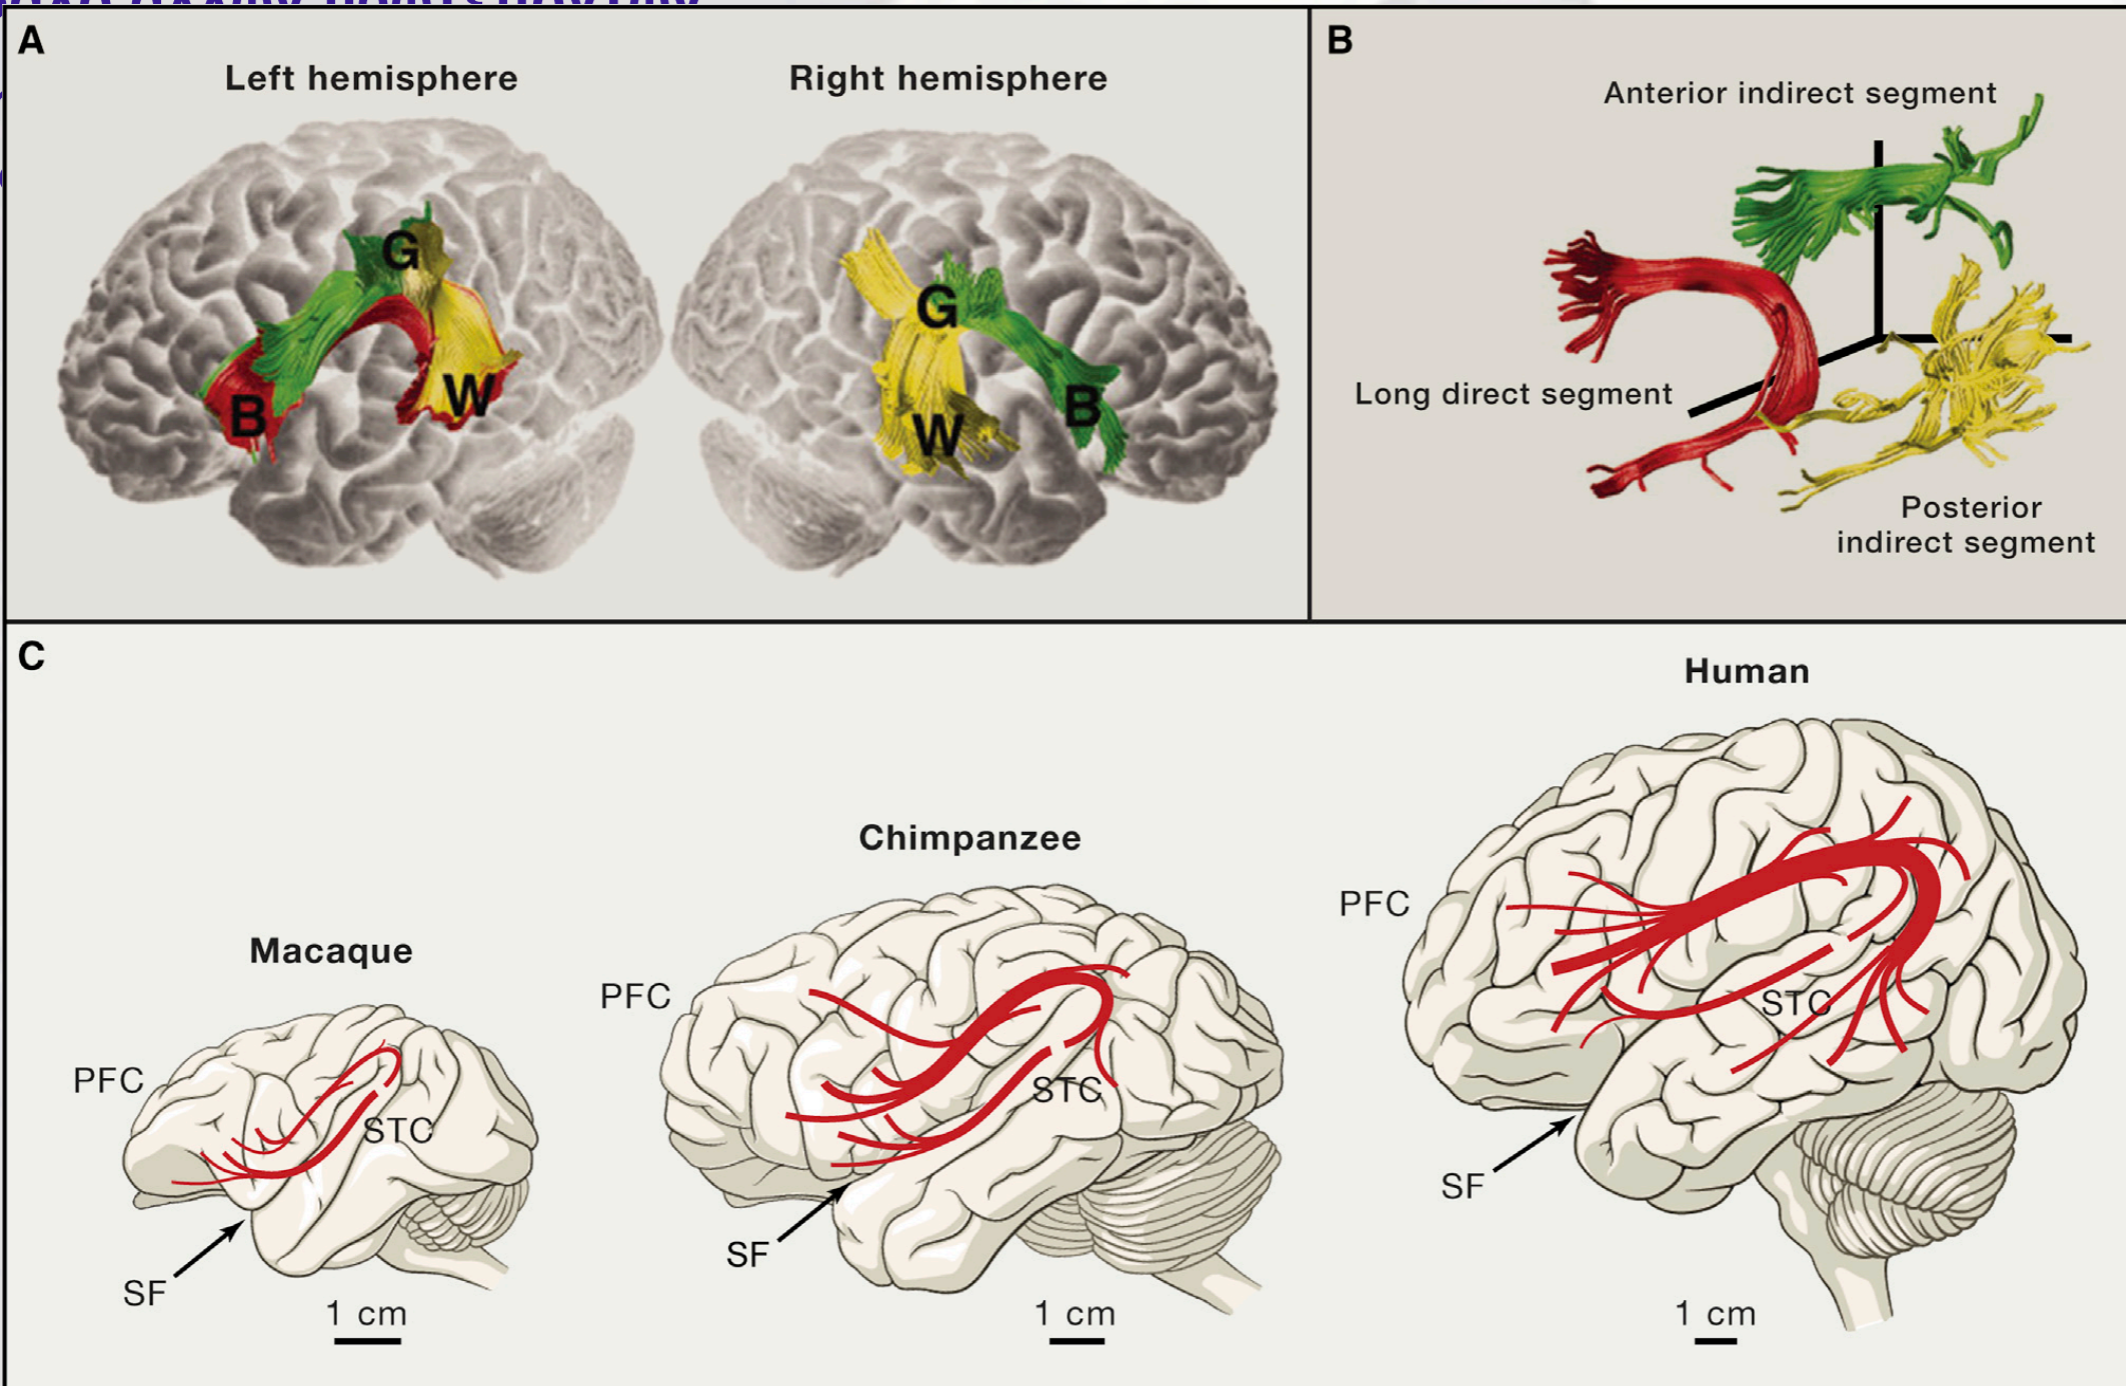 A
Left hemisphere
Right hemisphere
G
B
W
G
B
W
B
Anterior indirect segment
Long direct segment
Posterior
indirect segment
C
Macaque
PFC
STC
SF
1 cm
Chimpanzee
PFC
STC
SF
1 cm
Human
PFC
STC
SF
1 cm